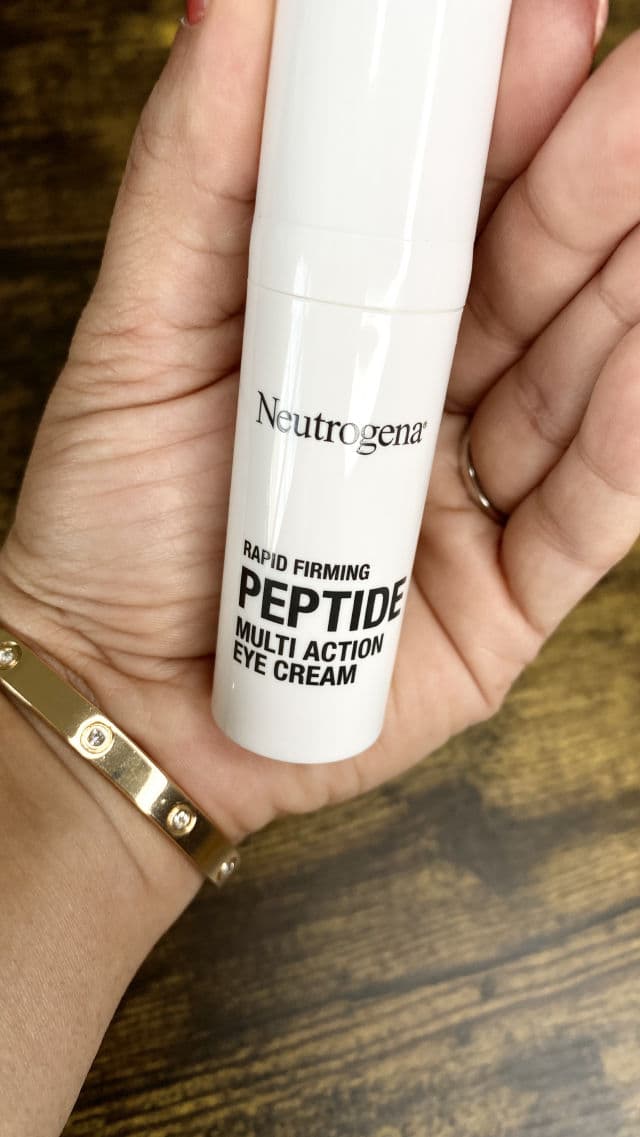 Neutrogena®
RAPID FIRMING
PEPTIDE
MULTI ACTION
EYE CREAM